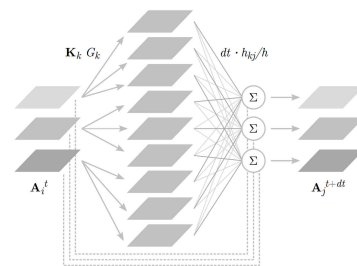 K_k G_k
dt · h_kj/h
Σ
Σ
Σ
A_i^t
A_j^t+dt